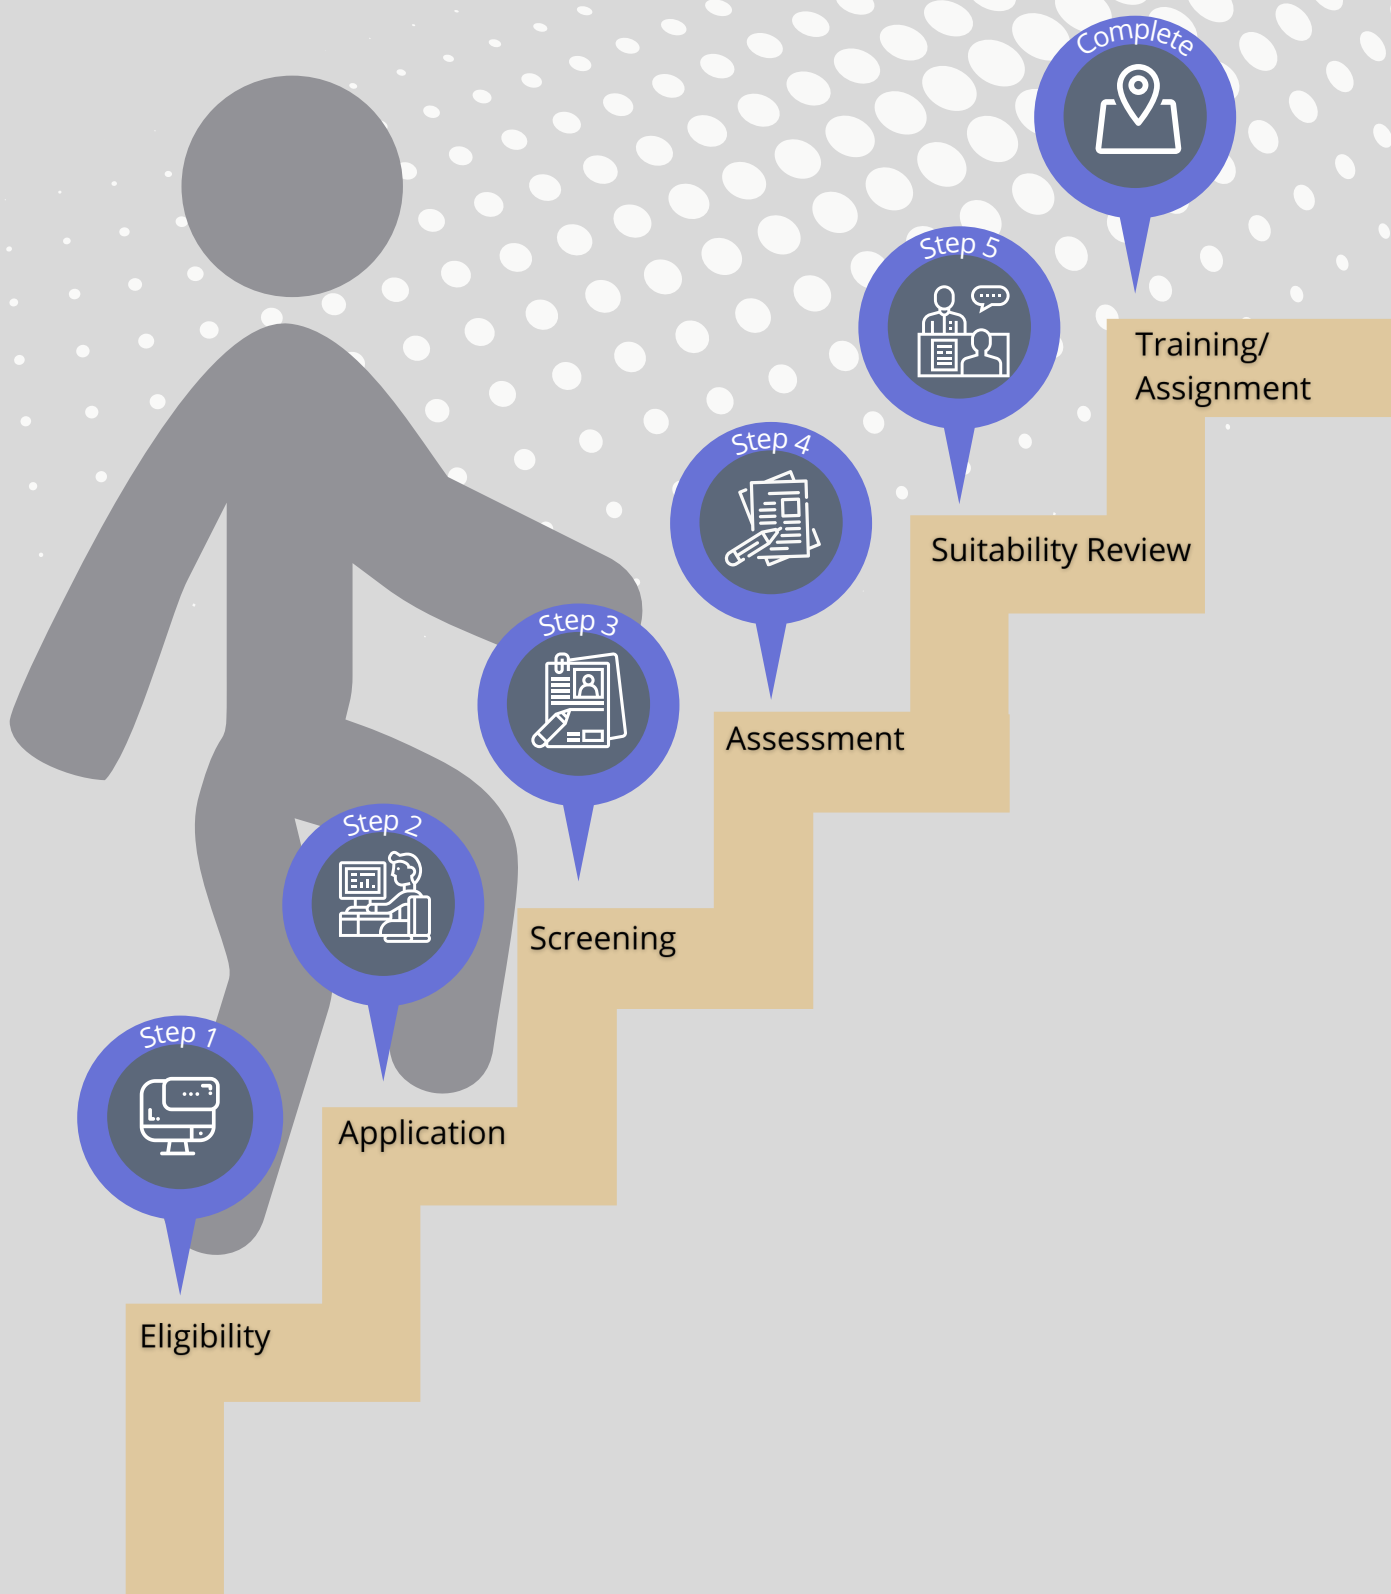 Complete
Training/
Assignment
Step 5
Suitability Review
Step 4
Assessment
Step 3
Screening
Step 2
Application
Step 1
Eligibility